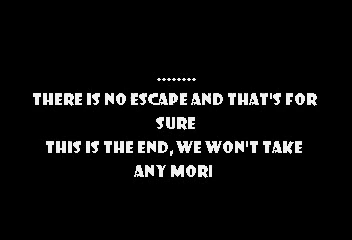 ........
THERE IS NO ESCAPE AND THAT'S FOR
SURE
THIS IS THE END, WE WON'T TAKE
ANY MORI